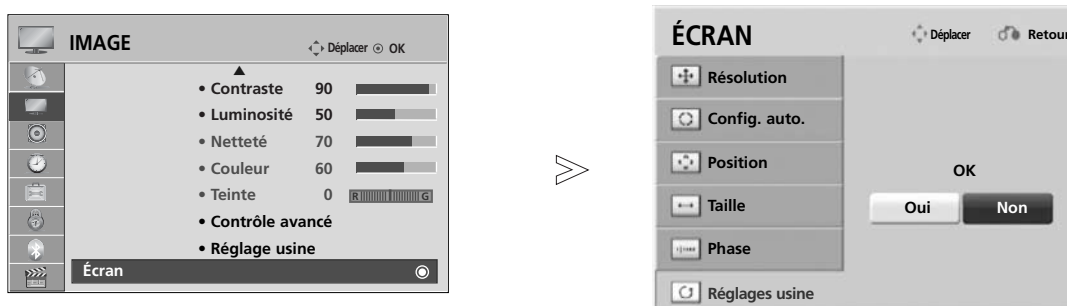 IMAGE
Déplacer OK
• Contraste 90
• Luminosité 50
• Netteté 70
• Couleur 60
• Teinte 0 R G
• Contrôle avancé
• Réglage usine
Écran
ÉCRAN
Déplacer Retour
Résolution
Config. auto.
Position
Taille
Phase
Réglages usine
OK
Oui Non